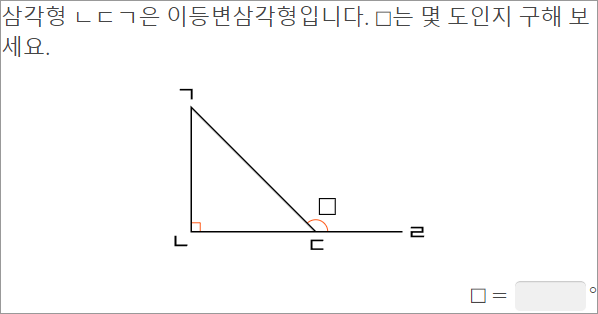 삼각형 ㄴㄷㄱ은 이등변삼각형입니다. □는 몇 도인지 구해 보
세요.
ㄱ
□
ㄴ
ㄷ
ㄹ
□ = °